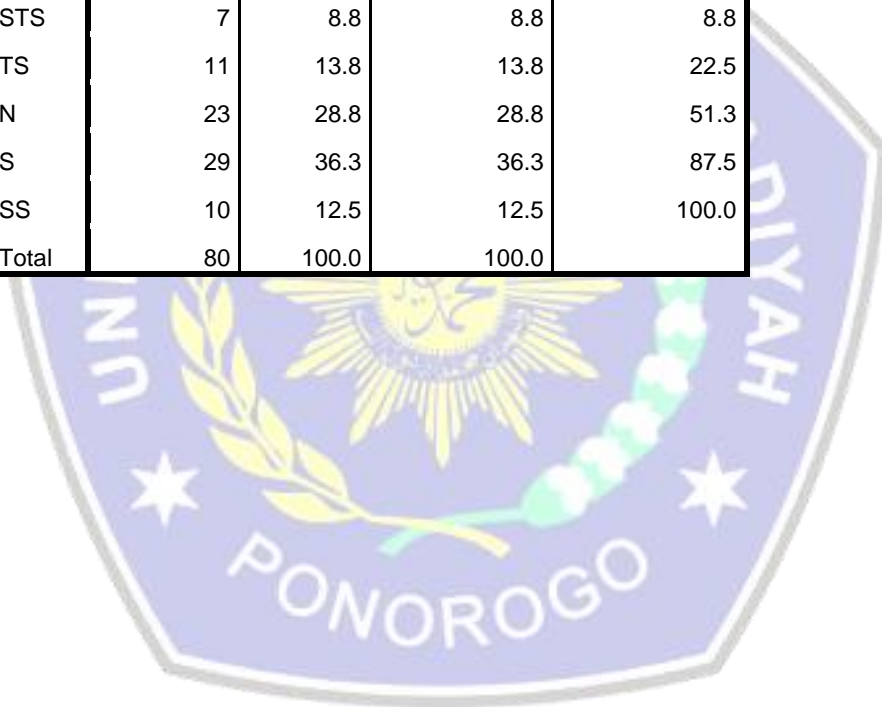 STS 7 8.8 8.8 8.8
TS 11 13.8 13.8 22.5
N 23 28.8 28.8 51.3
S 29 36.3 36.3 87.5
SS 10 12.5 12.5 100.0
Total 80 100.0 100.0
PONOROGO